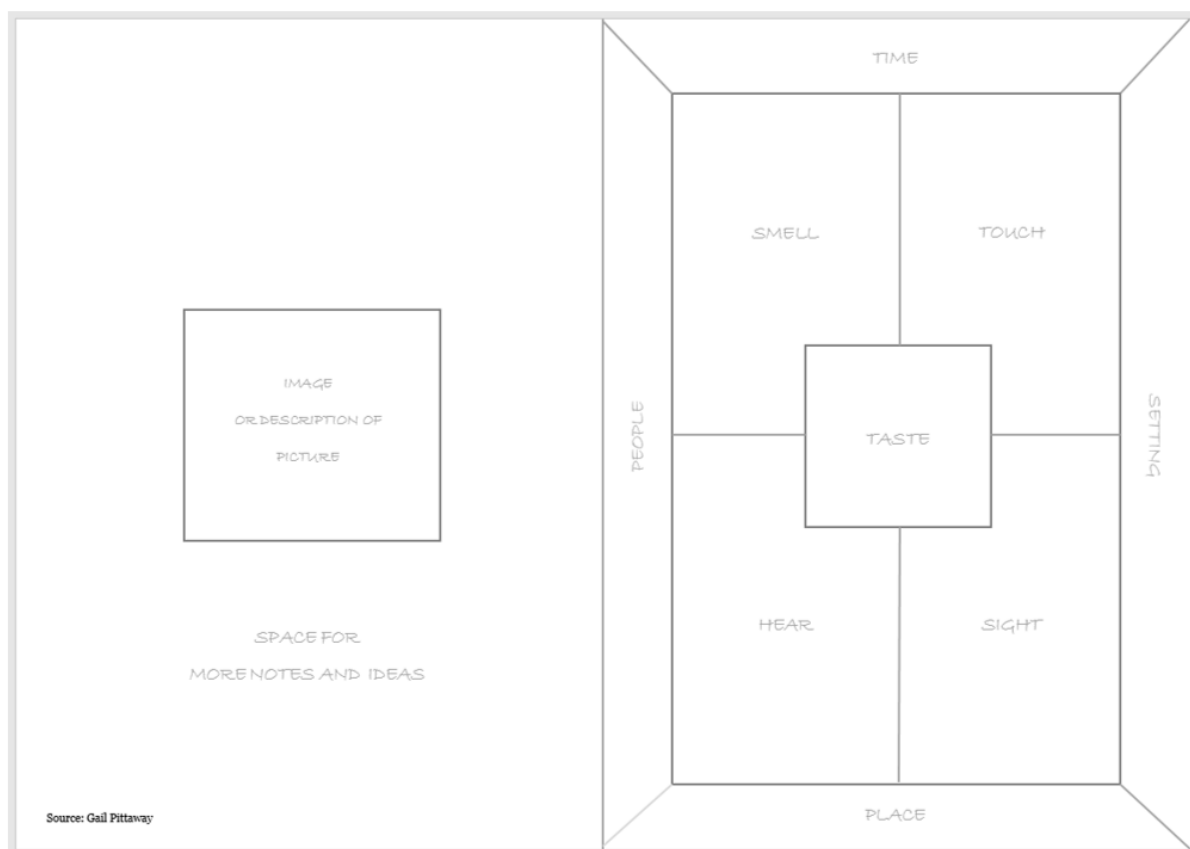 IMAGE
OR DESCRIPTION OF
PICTURE
SPACE FOR
MORE NOTES AND IDEAS
Source: Gail Pittaway
TIME
SMELL
TOUCH
PEOPLE
TASTE
SETTING
HEAR
SIGHT
PLACE